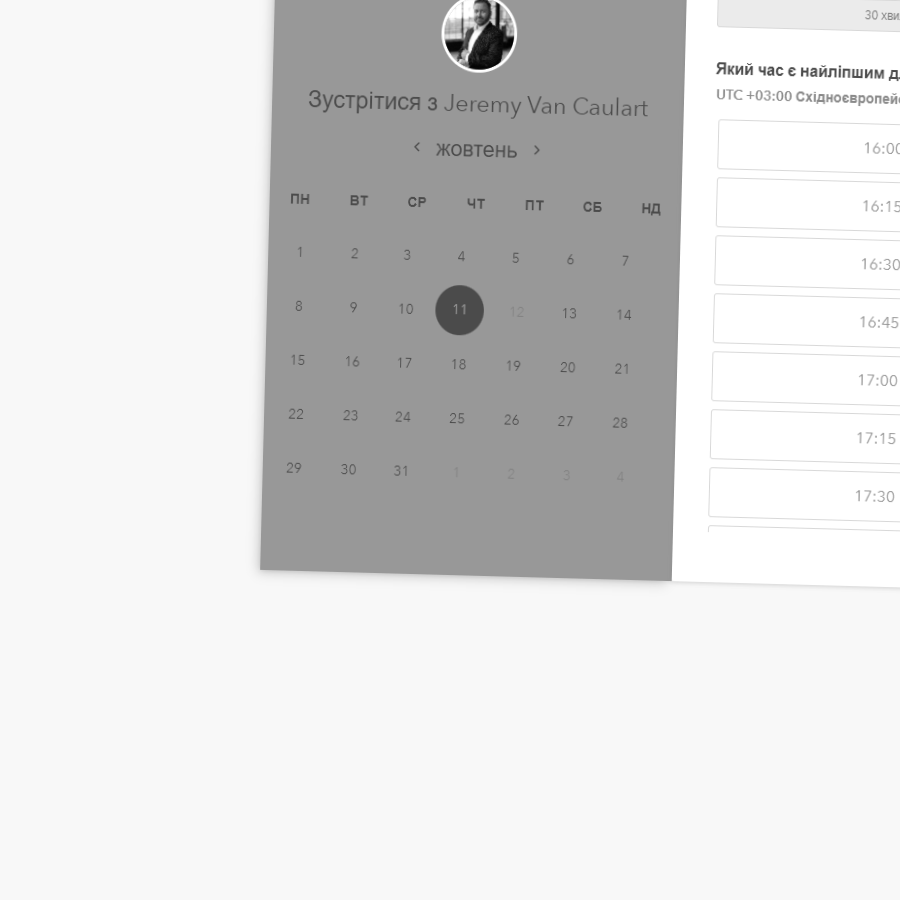 Зустрітися з Jeremy Van Caulart
жовтень
ПН ВТ СР ЧТ ПТ СБ НД
1 2 3 4 5 6 7
8 9 10 11 12 13 14
15 16 17 18 19 20 21
22 23 24 25 26 27 28
29 30 31 1 2 3 4
30
Який час є найліпшим
UTC +03:00
16:00
16:15
16:30
16:45
17:00
17:15
17:30